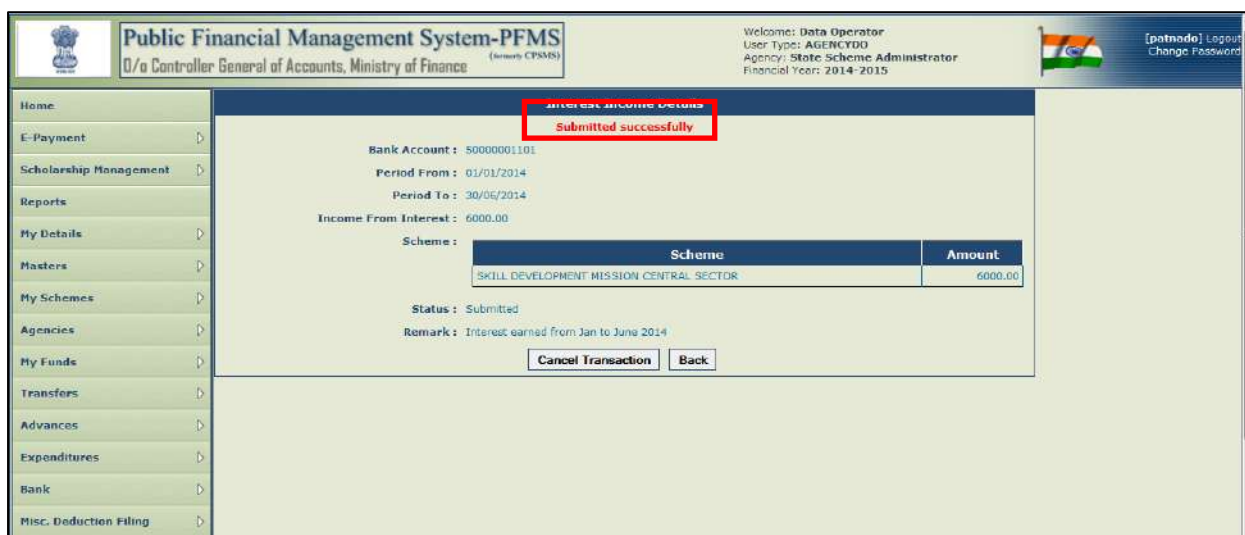 Public Financial Management System-PFMS
(formerly CPSMS)
O/o Controller General of Accounts, Ministry of Finance
Welcome: Data Operator
User Type: AGENCYDO
Agency: State Scheme Administrator
Financial Year: 2014-2015
[patnado] Logout
Change Password
Home
E-Payment
Scholarship Management
Reports
My Details
Masters
My Schemes
Agencies
My Funds
Transfers
Advances
Expenditures
Bank
Misc. Deduction Filing
Interest Income Details
Submitted successfully
Bank Account : 50000001101
Period From : 01/01/2014
Period To : 30/06/2014
Income From Interest : 6000.00
Scheme :
Scheme Amount
SKILL DEVELOPMENT MISSION CENTRAL SECTOR 6000.00
Status : Submitted
Remark : Interest earned from Jan to June 2014
Cancel Transaction Back